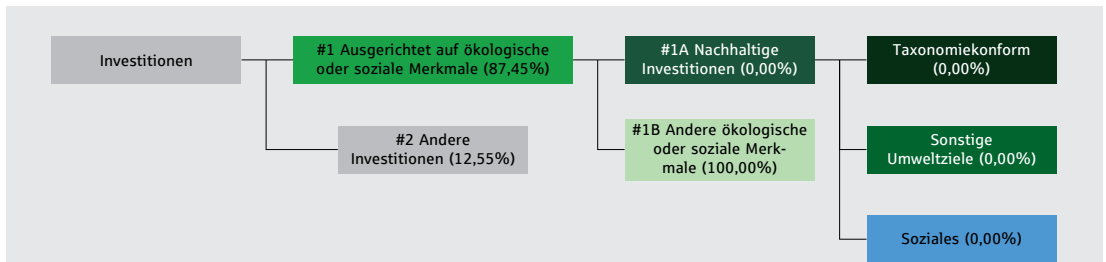 Investitionen
#1 Ausgerichtet auf ökologische
oder soziale Merkmale (87,45%)
#2 Andere
Investitionen (12,55%)
#1A Nachhaltige
Investitionen (0,00%)
#1B Andere ökologische
oder soziale Merk-
male (100,00%)
Taxonomiekonform
(0,00%)
Sonstige
Umweltziele (0,00%)
Soziales (0,00%)